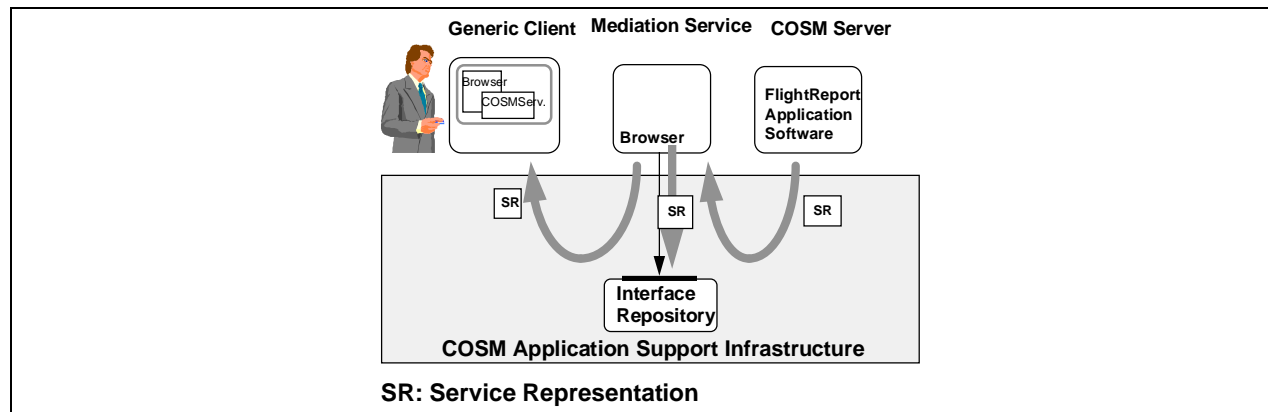 Generic Client Mediation Service COSM Server
Browser
COSMServ.
Browser
FlightReport
Application
Software
SR
SR
SR
Interface
Repository
COSM Application Support Infrastructure
SR: Service Representation